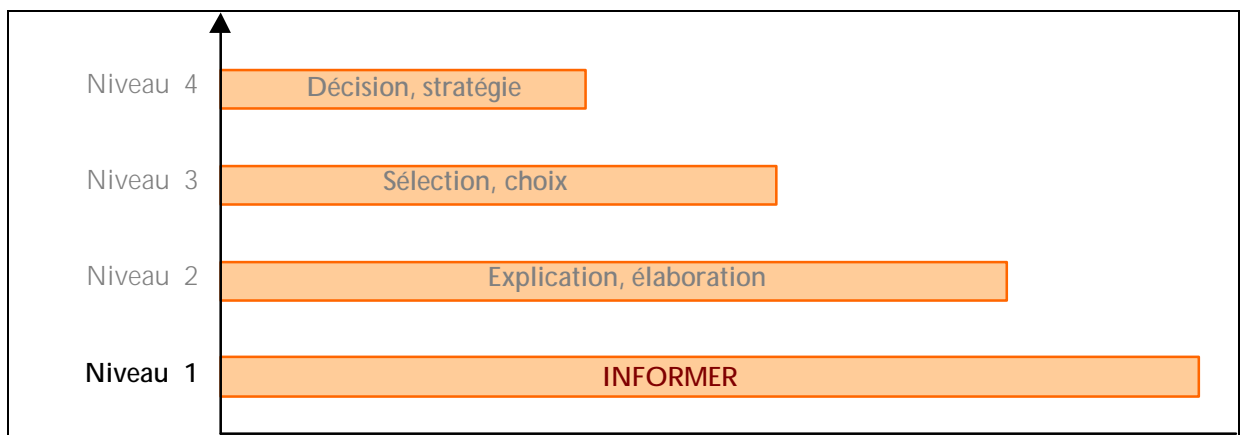 Niveau 4 Décision, stratégie
Niveau 3 Sélection, choix
Niveau 2 Explication, élaboration
Niveau 1 INFORMER